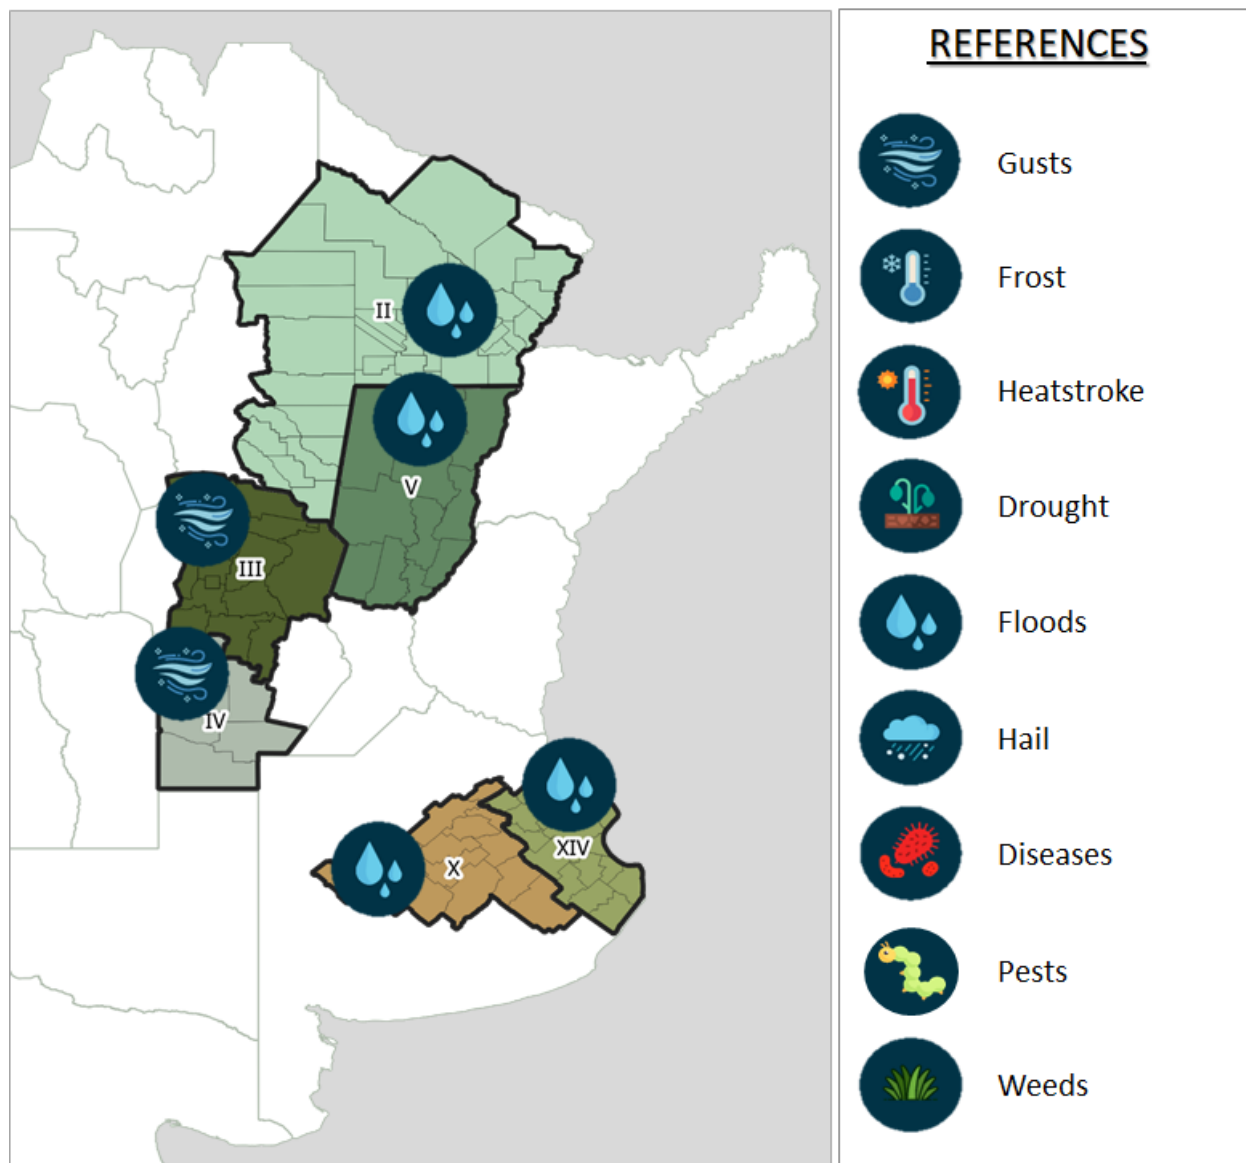 REFERENCES
Gusts
Frost
Heatstroke
Drought
Floods
Hail
Diseases
Pests
Weeds
II
V
III
IV
XIV
X